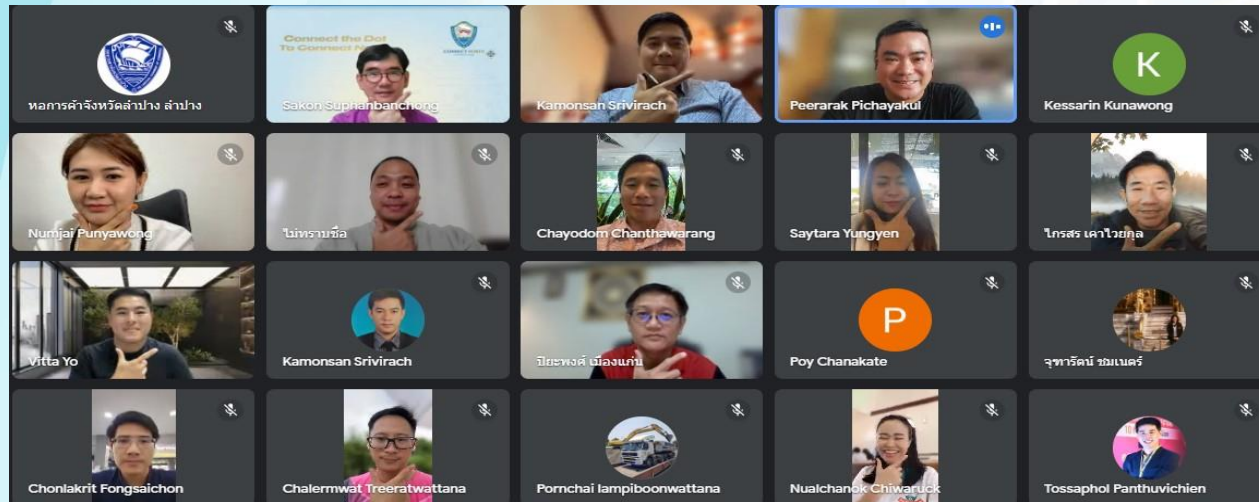 หอการค้าจังหวัดลำปาง ลำปาง
Connect the Dot
To Connect
Sakon Suphanbanchong
Kamonsan Srivirach
Peerarak Pichayakul
K
Kessarin Kunawong
Numjai Punyawong
ไม่ทราบชื่อ
Chayodom Chanthawarang
Saytara Yungyen
ไกรสร เคาไวยกุล
Vitta Yo
Kamonsan Srivirach
ปิยะพงศ์ เมืองแก่น
P
Poy Chanakate
จุฑารัตน์ ชมเนตร์
Chonlakrit Fongsaichon
Chalermwat Treeratwattana
Pornchai Iampiboonwattana
Nualchanok Chiwaruck
Tossaphol Panthuvichien